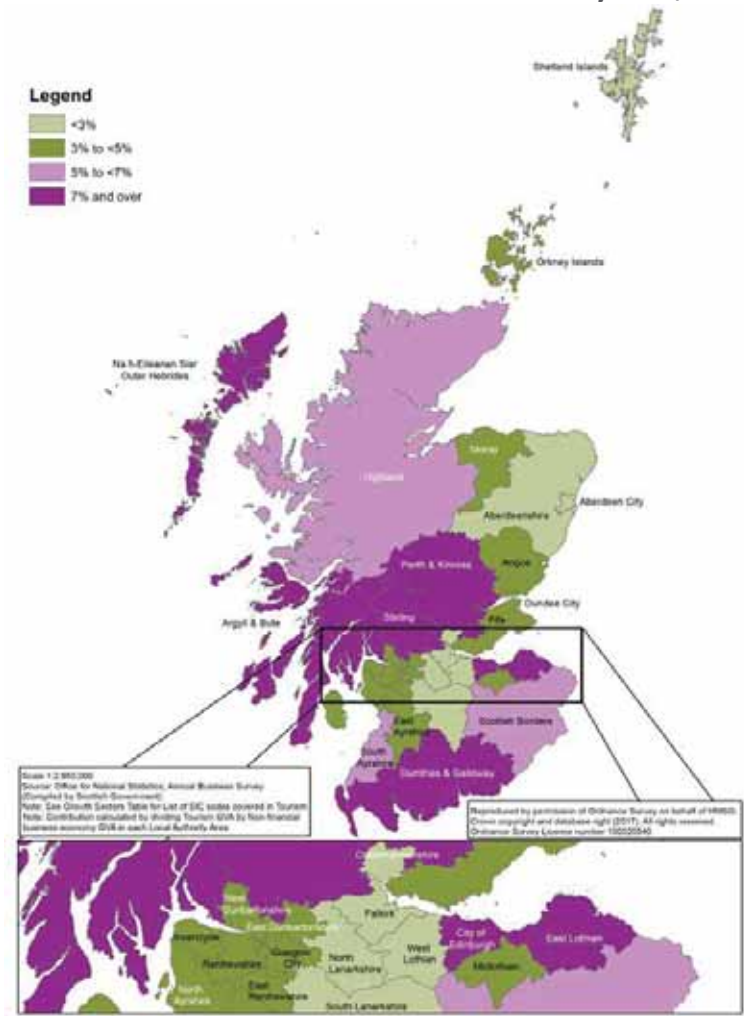 Shetland Islands
Legend
<3%
3% to <5%
5% to <7%
7% and over
Orkney Islands
Na h-Eileanan Siar
Outer Hebrides
Moray
Highland
Aberdeen City
Aberdeenshire
Perth & Kinross
Angus
Dundee City
Argyll & Bute
Stirling
Fife
East
Ayrshire
Scottish Borders
South
Ayrshire
Dumfries & Galloway
Source: Office for National Statistics, Annual Business Survey
(Compiled by Scottish Government)
Note: See Growth Sectors Table for List of SIC codes covered in Tourism
Note: Contribution calculated by dividing Tourism GVA by Non-financial
business economy GVA in each Local Authority Area
Reproduced by permission of Ordnance Survey on behalf of HMSO.
Crown copyright and database right (2017). All rights reserved.
Ordnance Survey Licence number
Clackmannanshire
West
Dunbartonshire
East Dunbartonshire
Falkirk
City of
Edinburgh
East Lothian
Inverclyde
Glasgow
City
Renfrewshire
North
Lanarkshire
West
Lothian
Midlothian
North
Ayrshire
East
Renfrewshire
South Lanarkshire